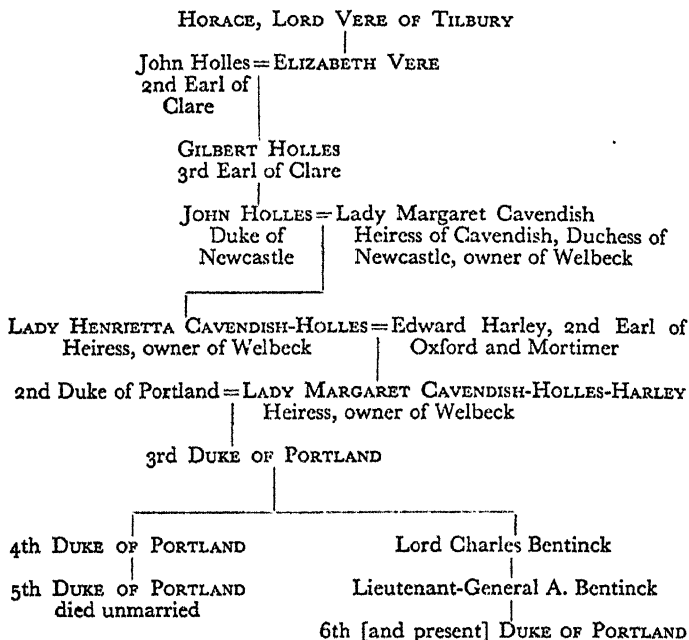 HORACE, LORD VERE OF TILBURY
John Holles = ELIZABETH VERE
2nd Earl of
Clare
GILBERT HOLLES
3rd Earl of Clare
JOHN HOLLES = Lady Margaret Cavendish
Duke of Heiress of Cavendish, Duchess of
Newcastle Newcastle, owner of Welbeck
LADY HENRIETTA CAVENDISH-HOLLES = Edward Harley, 2nd Earl of
Heiress, owner of Welbeck Oxford and Mortimer
2nd Duke of Portland = LADY MARGARET CAVENDISH-HOLLES-HARLEY
Heiress, owner of Welbeck
3rd DUKE OF PORTLAND
4th DUKE OF PORTLAND Lord Charles Bentinck
5th DUKE OF PORTLAND Lieutenant-General A. Bentinck
died unmarried
6th [and present] DUKE OF PORTLAND